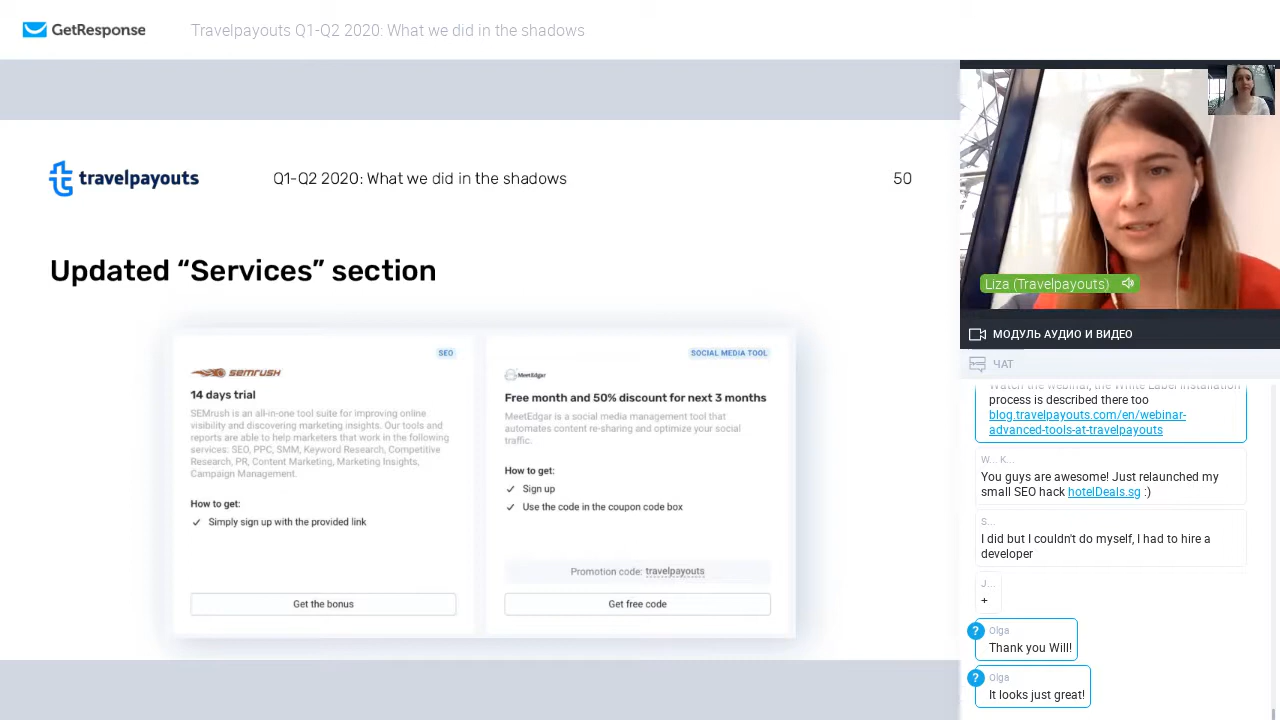 GetResponse
Travelpayouts Q1-Q2 2020: What we did in the shadows
travelpayouts
Q1-Q2 2020: What we did in the shadows
50
Updated “Services” section
SEO
SEMRUSH
14 days trial
SEMrush is an all-in-one tool suite for improving online
visibility and discovering marketing insights. Our tools and
reports are able to help marketers that work in the following
services: SEO, PPC, SMM, Keyword Research, Competitive
Research, PR, Content Marketing, Marketing Insights,
Campaign Management.
How to get:
Simply sign up with the provided link
Get the bonus
SOCIAL MEDIA TOOL
MeetEdgar
Free month and 50% discount for next 3 months
MeetEdgar is a social media management tool that
automates content re-sharing and optimize your social
traffic.
How to get:
Sign up
Use the code in the coupon code box
Promotion code: travelpayouts
Get free code
Liza (Travelpayouts)
МОДУЛЬ АУДИО И ВИДЕО
ЧАТ
Watch the webinar, the White Label installation
process is described there too
blog.travelpayouts.com/en/webinar-
advanced-tools-at-travelpayouts
W... K...
You guys are awesome! Just relaunched my
small SEO hack hotelDeals.sg :)
S...
I did but I couldn't do myself, I had to hire a
developer
J...
+
?
Olga
Thank you Will!
?
Olga
It looks just great!